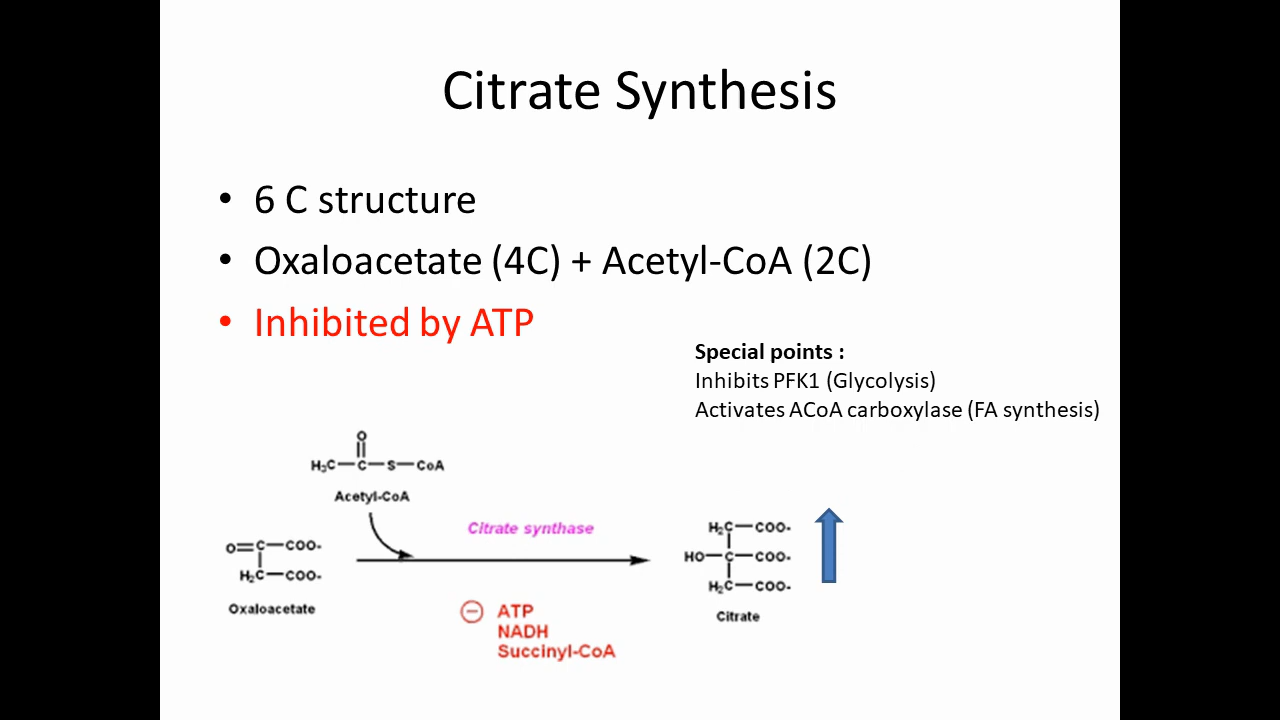 Citrate Synthesis
• 6 C structure
• Oxaloacetate (4C) + Acetyl-CoA (2C)
• Inhibited by ATP
Special points :
Inhibits PFK1 (Glycolysis)
Activates ACoA carboxylase (FA synthesis)
O
H₃C—C—S—CoA
Acetyl-CoA
Citrate synthase
O=C—COO-
H₂C—COO-
Oxaloacetate
H₂C—COO-
HO—C—COO-
H₂C—COO-
Citrate
⊖ ATP
NADH
Succinyl-CoA